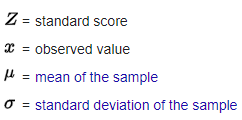 Z = standard score
x = observed value
μ = mean of the sample
σ = standard deviation of the sample